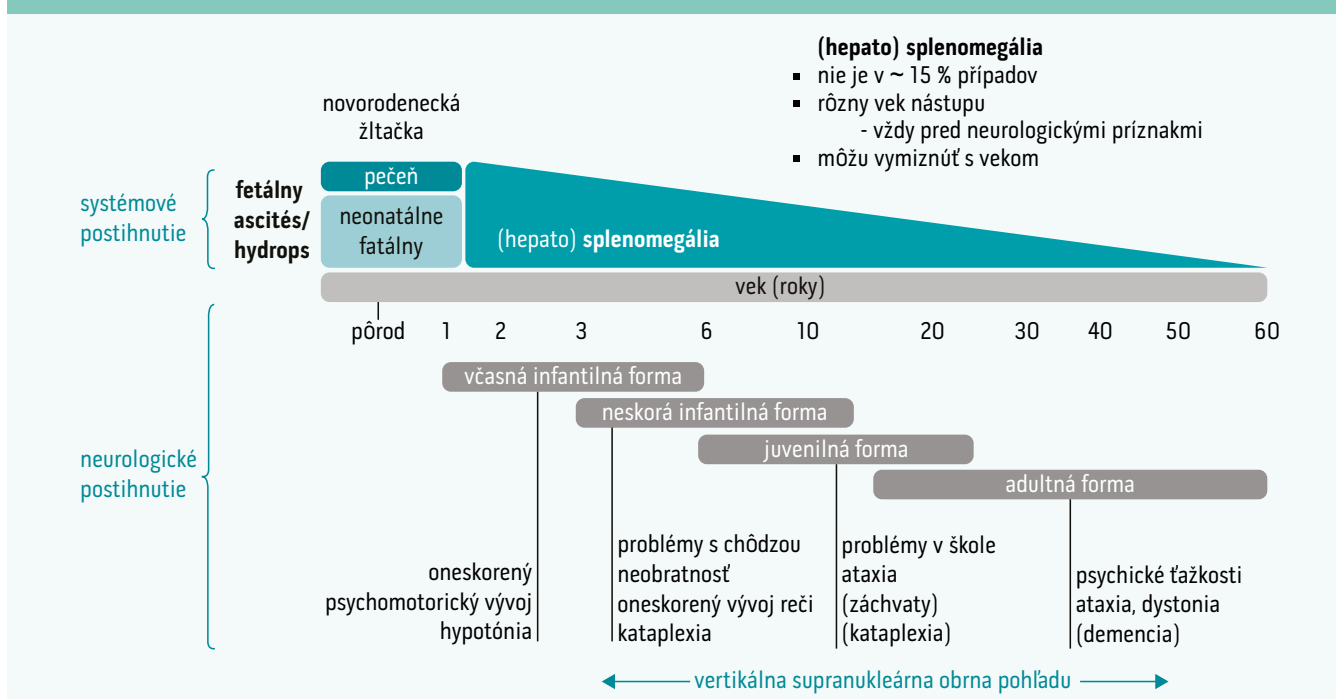 (hepato) splenomegália
▪ nie je v ~ 15 % případov
▪ rôzny vek nástupu
- vždy pred neurologickými príznakmi
▪ môžu vymiznúť s vekom
novorodenecká
žltačka
systémové
postihnutie
fetálny
ascités/
hydrops
pečeň
neonatálne
fatálny
(hepato) splenomegália
vek (roky)
pôrod 1 2 3 6 10 20 30 40 50 60
neurologické
postihnutie
včasná infantilná forma
neskorá infantilná forma
juvenilná forma
adultná forma
oneskorený
psychomotorický vývoj
hypotónia
problémy s chôdzou
neobratnosť
oneskorený vývoj reči
kataplexia
problémy v škole
ataxia
(záchvaty)
(kataplexia)
psychické ťažkosti
ataxia, dystonia
(demencia)
vertikálna supranukleárna obrna pohľadu